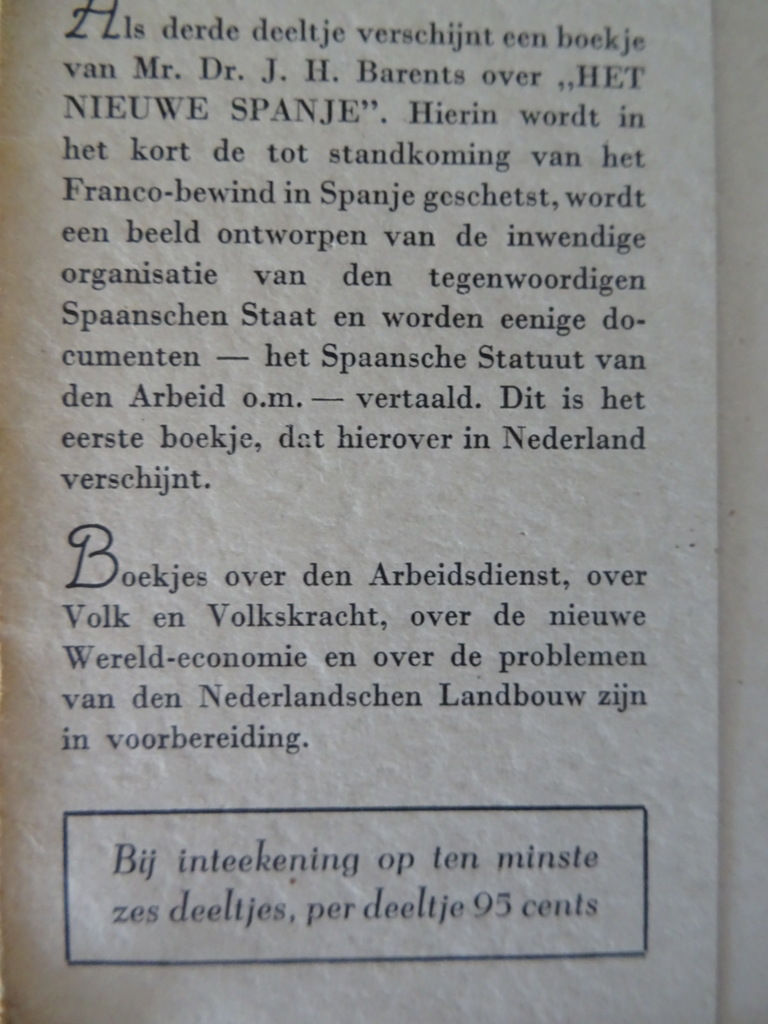 Als derde deeltje verschijnt een boekje
van Mr. Dr. J. H. Barents over „HET
NIEUWE SPANJE”. Hierin wordt in
het kort de tot standkoming van het
Franco-bewind in Spanje geschetst, wordt
een beeld ontworpen van de inwendige
organisatie van den tegenwoordigen
Spaanschen Staat en worden eenige do-
cumenten — het Spaansche Statuut van
den Arbeid o.m. — vertaald. Dit is het
eerste boekje, dat hierover in Nederland
verschijnt.
Boekjes over den Arbeidsdienst, over
Volk en Volkskracht, over de nieuwe
Wereld-economie en over de problemen
van den Nederlandschen Landbouw zijn
in voorbereiding.
Bij inteekening op ten minste
zes deeltjes, per deeltje 95 cents